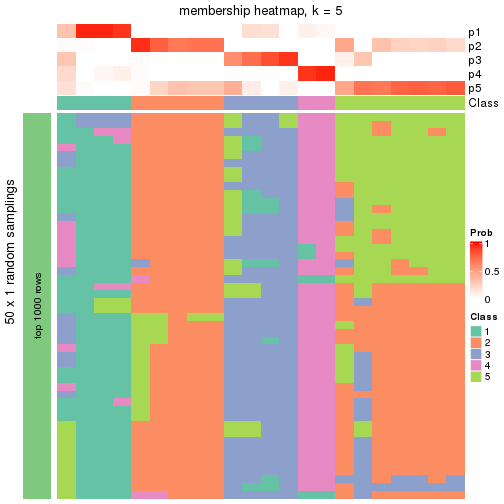 membership heatmap, k = 5
p1
p2
p3
p4
p5
Class
50 x 1 random samplings
top 1000 rows
Prob
1
0.5
0
Class
1
2
3
4
5